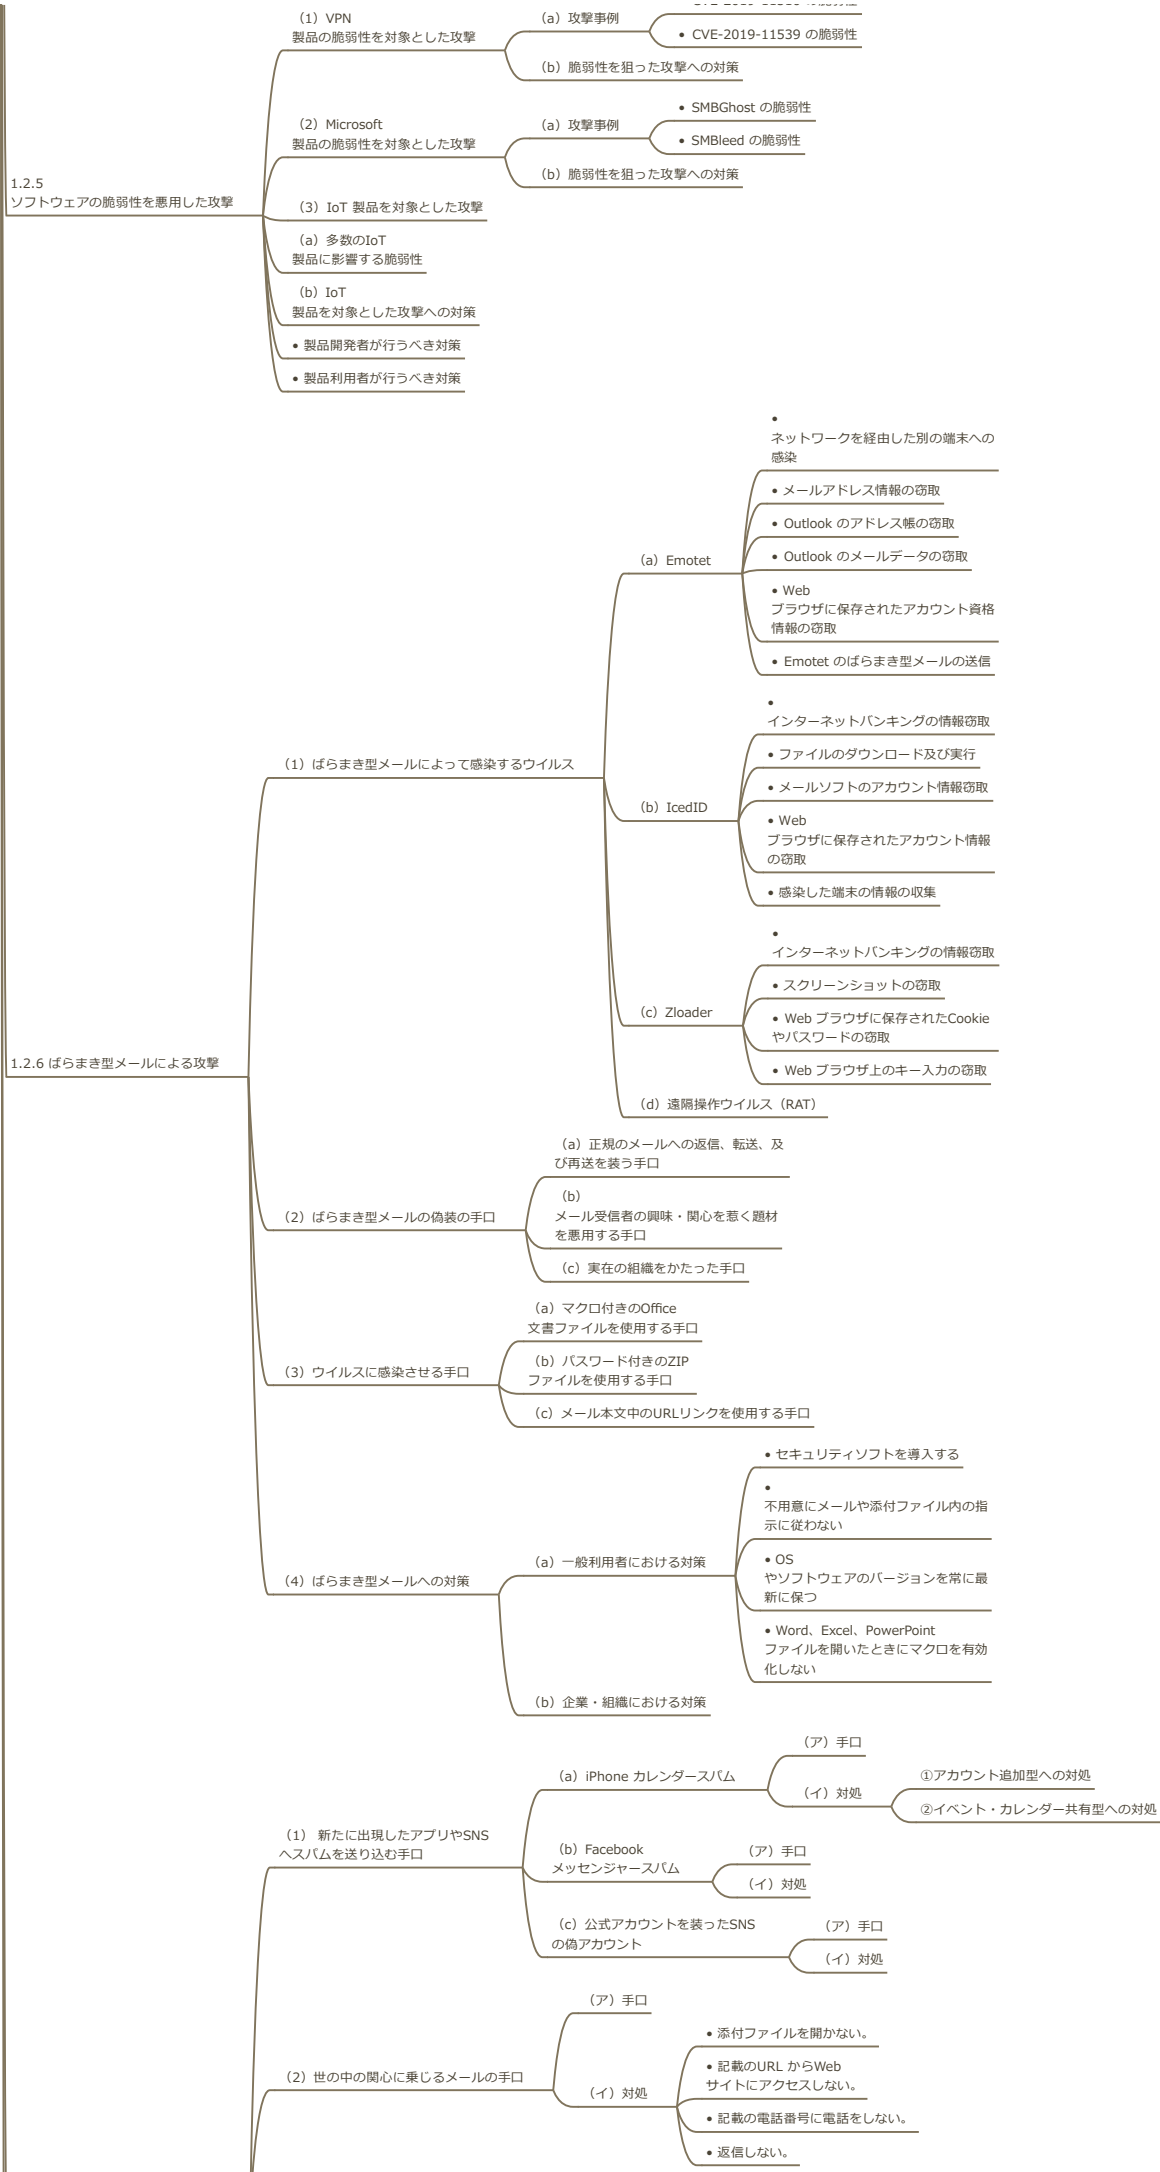 （1）VPN
製品の脆弱性を対象とした攻撃
（a）攻撃事例
• CVE-2019-11539 の脆弱性
（b）脆弱性を狙った攻撃への対策
（2）Microsoft
製品の脆弱性を対象とした攻撃
（a）攻撃事例
• SMBGhost の脆弱性
• SMBleed の脆弱性
（b）脆弱性を狙った攻撃への対策
1.2.5
ソフトウェアの脆弱性を悪用した攻撃
（3）IoT 製品を対象とした攻撃
（a）多数のIoT
製品に影響する脆弱性
（b）IoT
製品を対象とした攻撃への対策
• 製品開発者が行うべき対策
• 製品利用者が行うべき対策
1.2.6 ばらまき型メールによる攻撃
（1）ばらまき型メールによって感染するウイルス
（a）Emotet
•
ネットワークを経由した別の端末への
感染
• メールアドレス情報の窃取
• Outlook のアドレス帳の窃取
• Outlook のメールデータの窃取
• Web
ブラウザに保存されたアカウント資格
情報の窃取
• Emotet のばらまき型メールの送信
（b）IcedID
•
インターネットバンキングの情報窃取
• ファイルのダウンロード及び実行
• メールソフトのアカウント情報窃取
• Web
ブラウザに保存されたアカウント情報
の窃取
• 感染した端末の情報の収集
（c）Zloader
•
インターネットバンキングの情報窃取
• スクリーンショットの窃取
• Web ブラウザに保存されたCookie
やパスワードの窃取
• Web ブラウザ上のキー入力の窃取
（d）遠隔操作ウイルス（RAT）
（2）ばらまき型メールの偽装の手口
（a）正規のメールへの返信、転送、及
び再送を装う手口
（b）
メール受信者の興味・関心を惹く題材
を悪用する手口
（c）実在の組織をかたった手口
（3）ウイルスに感染させる手口
（a）マクロ付きのOffice
文書ファイルを使用する手口
（b）パスワード付きのZIP
ファイルを使用する手口
（c）メール本文中のURLリンクを使用する手口
（4）ばらまき型メールへの対策
（a）一般利用者における対策
• セキュリティソフトを導入する
•
不用意にメールや添付ファイル内の指
示に従わない
• OS
やソフトウェアのバージョンを常に最
新に保つ
• Word、Excel、PowerPoint
ファイルを開いたときにマクロを有効
化しない
（b）企業・組織における対策
（1） 新たに出現したアプリやSNS
へスパムを送り込む手口
（a）iPhone カレンダースパム
（ア）手口
（イ）対処
①アカウント追加型への対処
②イベント・カレンダー共有型への対処
（b）Facebook
メッセンジャースパム
（ア）手口
（イ）対処
（c）公式アカウントを装ったSNS
の偽アカウント
（ア）手口
（イ）対処
（2）世の中の関心に乗じるメールの手口
（ア）手口
（イ）対処
• 添付ファイルを開かない。
• 記載のURL からWeb
サイトにアクセスしない。
• 記載の電話番号に電話をしない。
• 返信しない。